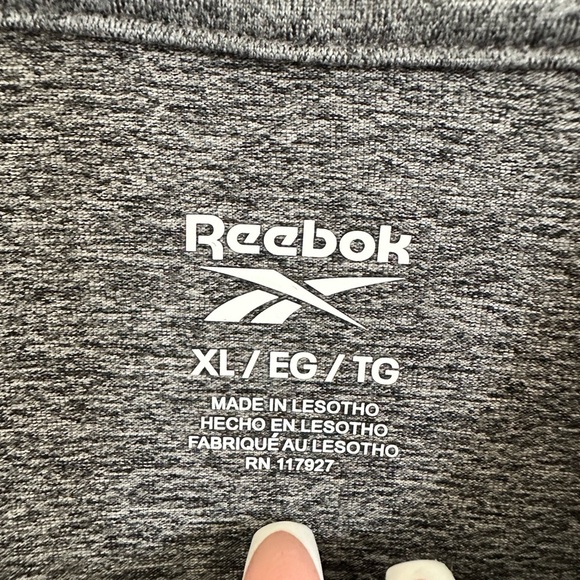 Reebok
XL / EG / TG
MADE IN LESOTHO
HECHO EN LESOTHO
FABRIQUÉ AU LESOTHO
RN 117927